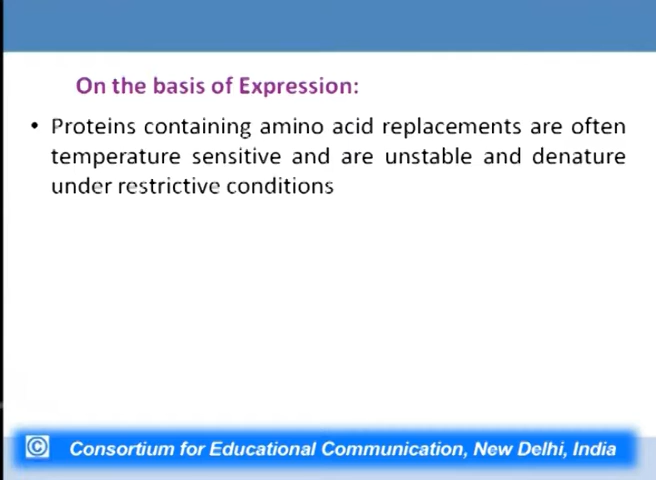 On the basis of Expression:
• Proteins containing amino acid replacements are often
temperature sensitive and are unstable and denature
under restrictive conditions
© Consortium for Educational Communication, New Delhi, India